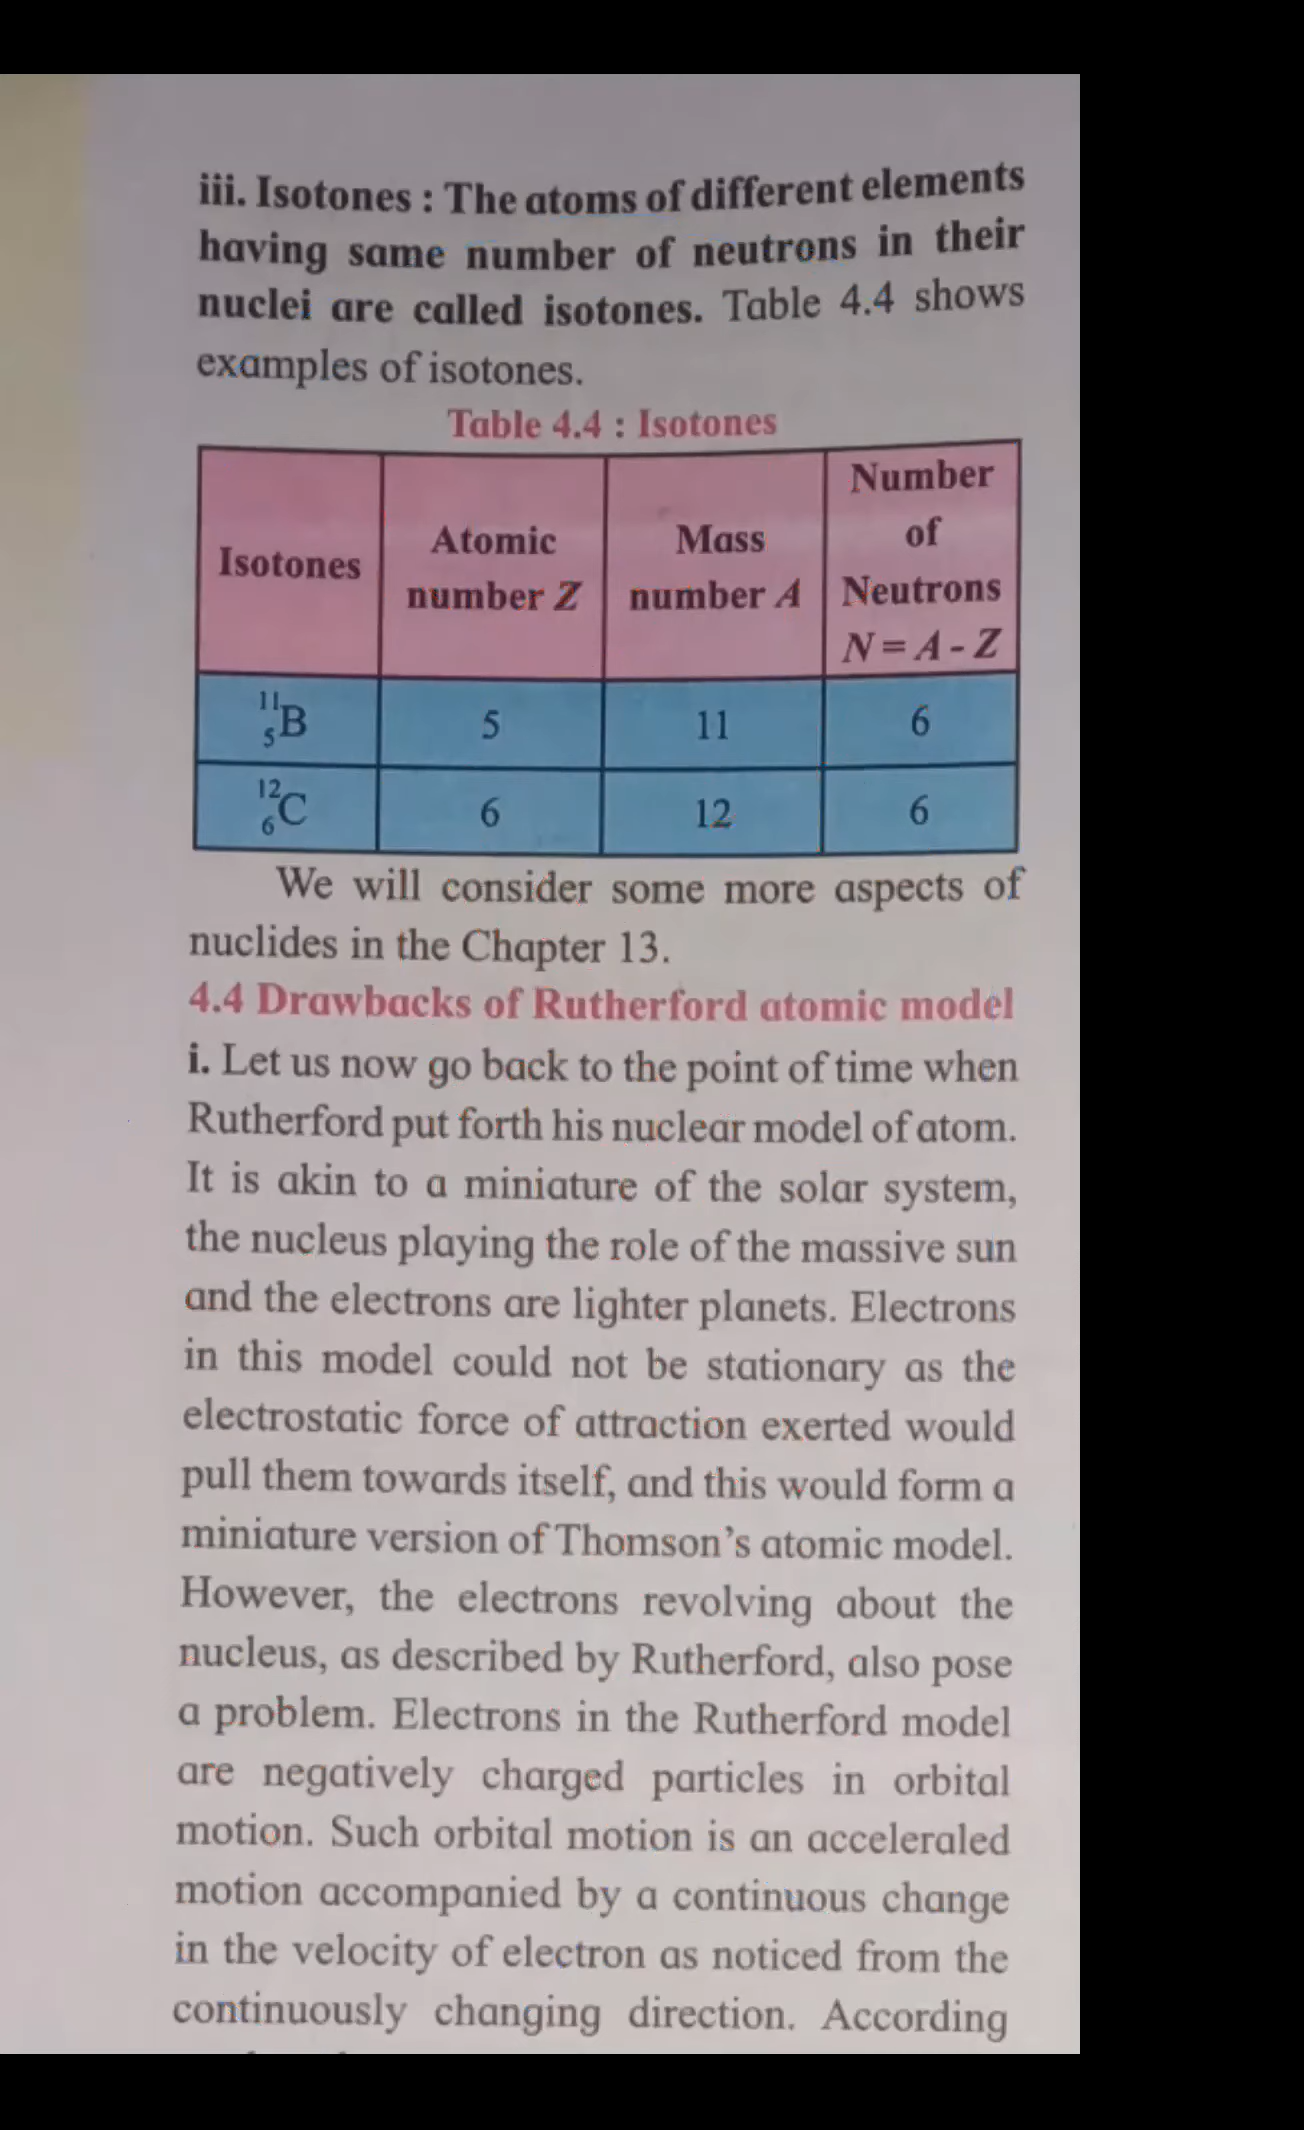 iii. Isotones : The atoms of different elements
having same number of neutrons in their
nuclei are called isotones. Table 4.4 shows
examples of isotones.
Table 4.4 : Isotones
Isotones | Atomic number Z | Mass number A | Number of Neutrons N = A - Z
¹¹₅B | 5 | 11 | 6
¹²₆C | 6 | 12 | 6
We will consider some more aspects of
nuclides in the Chapter 13.
4.4 Drawbacks of Rutherford atomic model
i. Let us now go back to the point of time when
Rutherford put forth his nuclear model of atom.
It is akin to a miniature of the solar system,
the nucleus playing the role of the massive sun
and the electrons are lighter planets. Electrons
in this model could not be stationary as the
electrostatic force of attraction exerted would
pull them towards itself, and this would form a
miniature version of Thomson's atomic model.
However, the electrons revolving about the
nucleus, as described by Rutherford, also pose
a problem. Electrons in the Rutherford model
are negatively charged particles in orbital
motion. Such orbital motion is an acceleraled
motion accompanied by a continuous change
in the velocity of electron as noticed from the
continuously changing direction. According